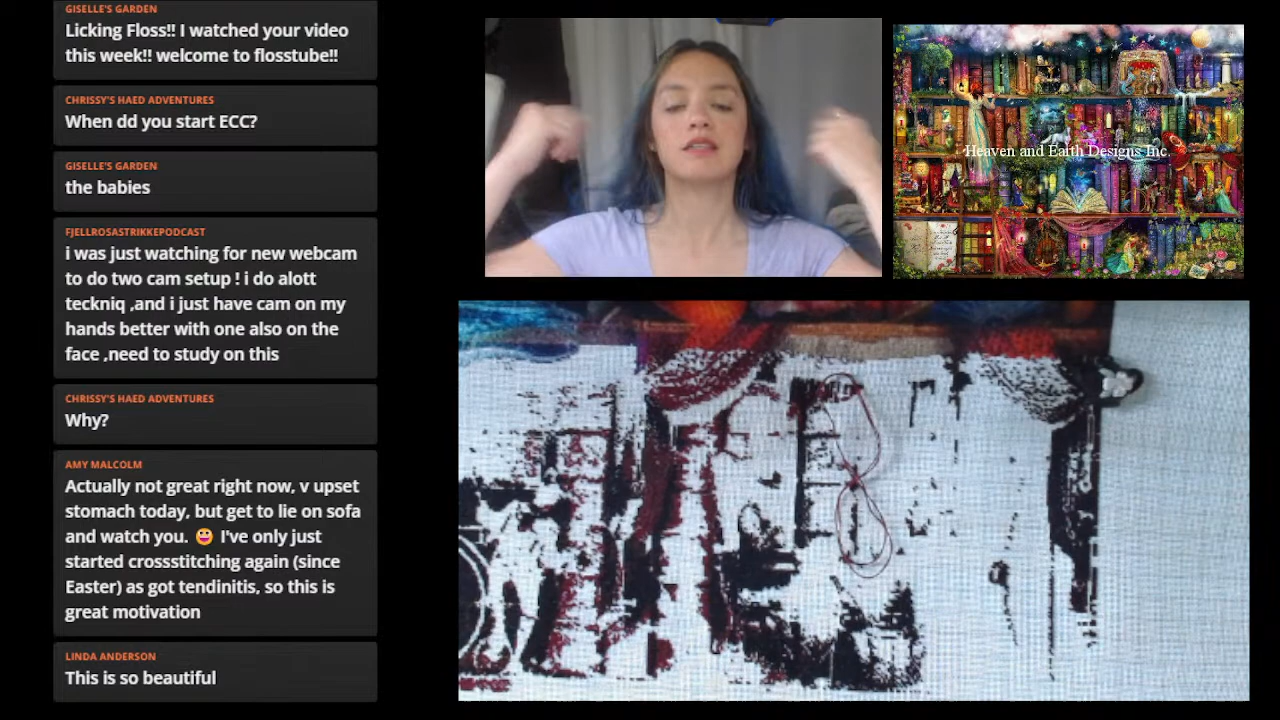 GISELLE'S GARDEN
Licking Floss!! I watched your video
this week!! welcome to flosstube!!
CHRISSY'S HAED ADVENTURES
When dd you start ECC?
GISELLE'S GARDEN
the babies
FJELLROSASTRIKKEPODCAST
i was just watching for new webcam
to do two cam setup ! i do alott
teckniq ,and i just have cam on my
hands better with one also on the
face ,need to study on this
CHRISSY'S HAED ADVENTURES
Why?
AMY MALCOLM
Actually not great right now, v upset
stomach today, but get to lie on sofa
and watch you. 😀 I've only just
started crossstitching again (since
Easter) as got tendinitis, so this is
great motivation
LINDA ANDERSON
This is so beautiful
Heaven and Earth Designs Inc.